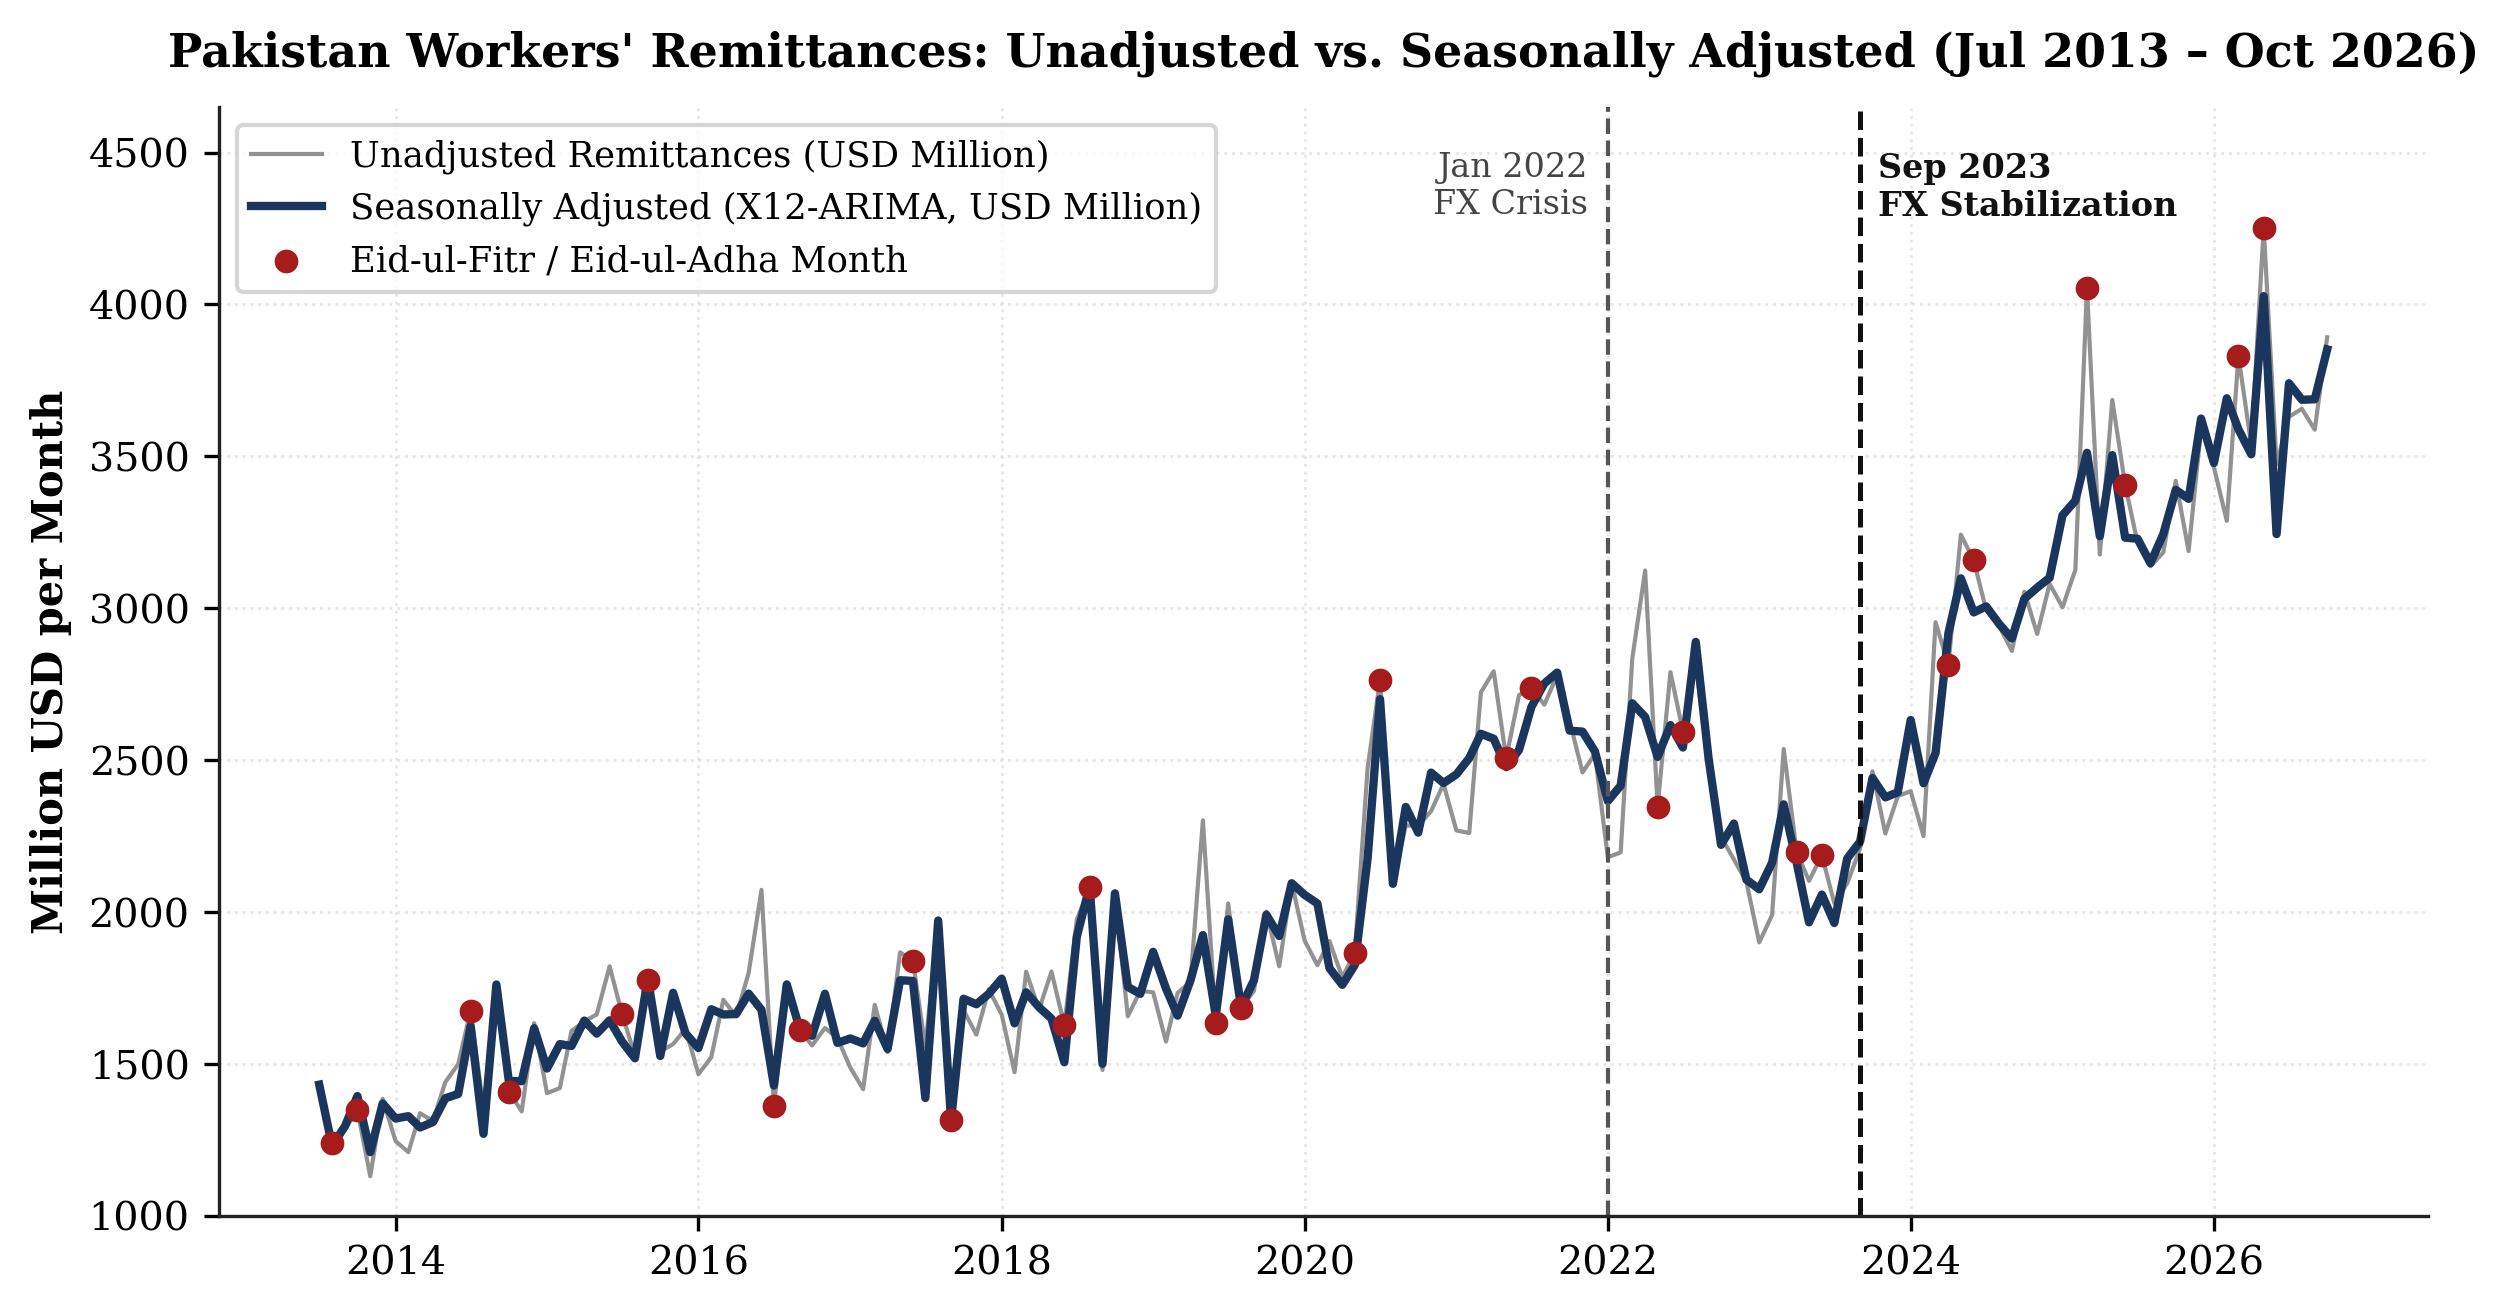 Pakistan Workers' Remittances: Unadjusted vs. Seasonally Adjusted (Jul 2013 – Oct 2026)
Unadjusted Remittances (USD Million)
Seasonally Adjusted (X12-ARIMA, USD Million)
Eid-ul-Fitr / Eid-ul-Adha Month
Jan 2022
FX Crisis
Sep 2023
FX Stabilization
Million USD per Month
4500
4000
3500
3000
2500
2000
1500
1000
2014
2016
2018
2020
2022
2024
2026